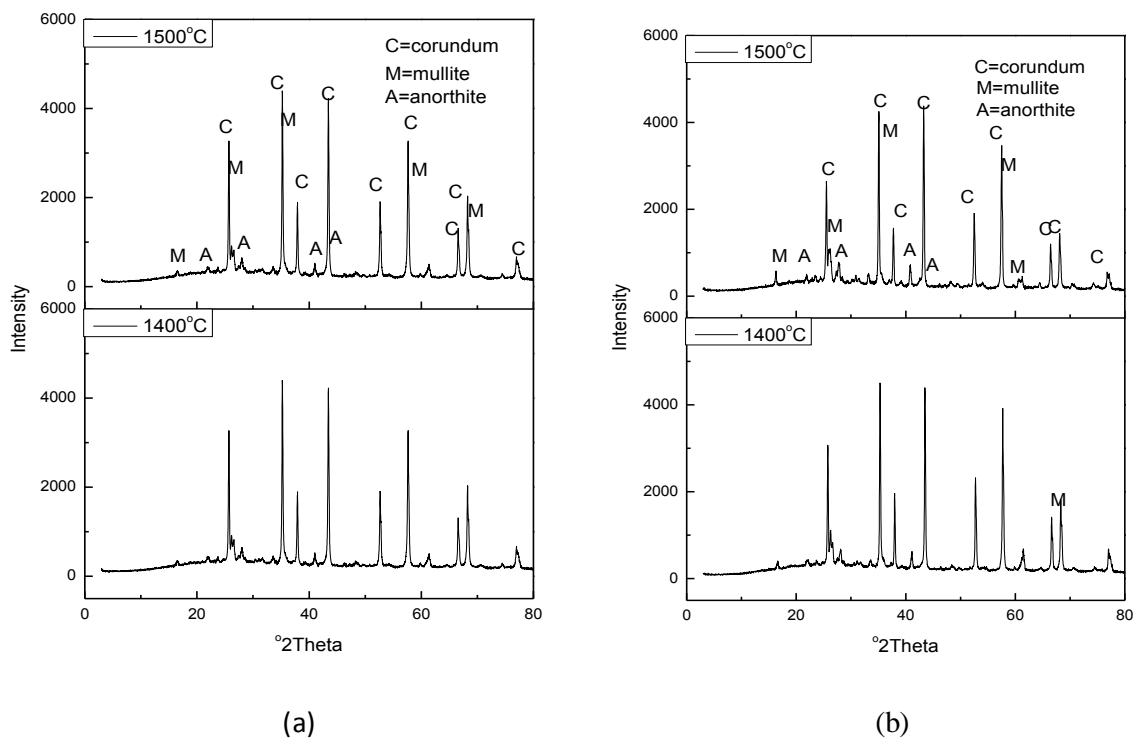 6000
1500°C
C=corundum
M=mullite
A=anorthite
C
C
C
M
C
M
C
C
M
C
C
M
M
A
A
A
A
C
4000
2000
0
6000
1400°C
4000
2000
0
Intensity
0
20
40
60
80
°2Theta
(a)
6000
1500°C
C=corundum
M=mullite
A=anorthite
C
C
C
M
M
C
C
C
M
C
C
M
A
A
A
A
M
C
4000
2000
0
6000
1400°C
M
4000
2000
0
Intensity
0
20
40
60
80
°2Theta
(b)